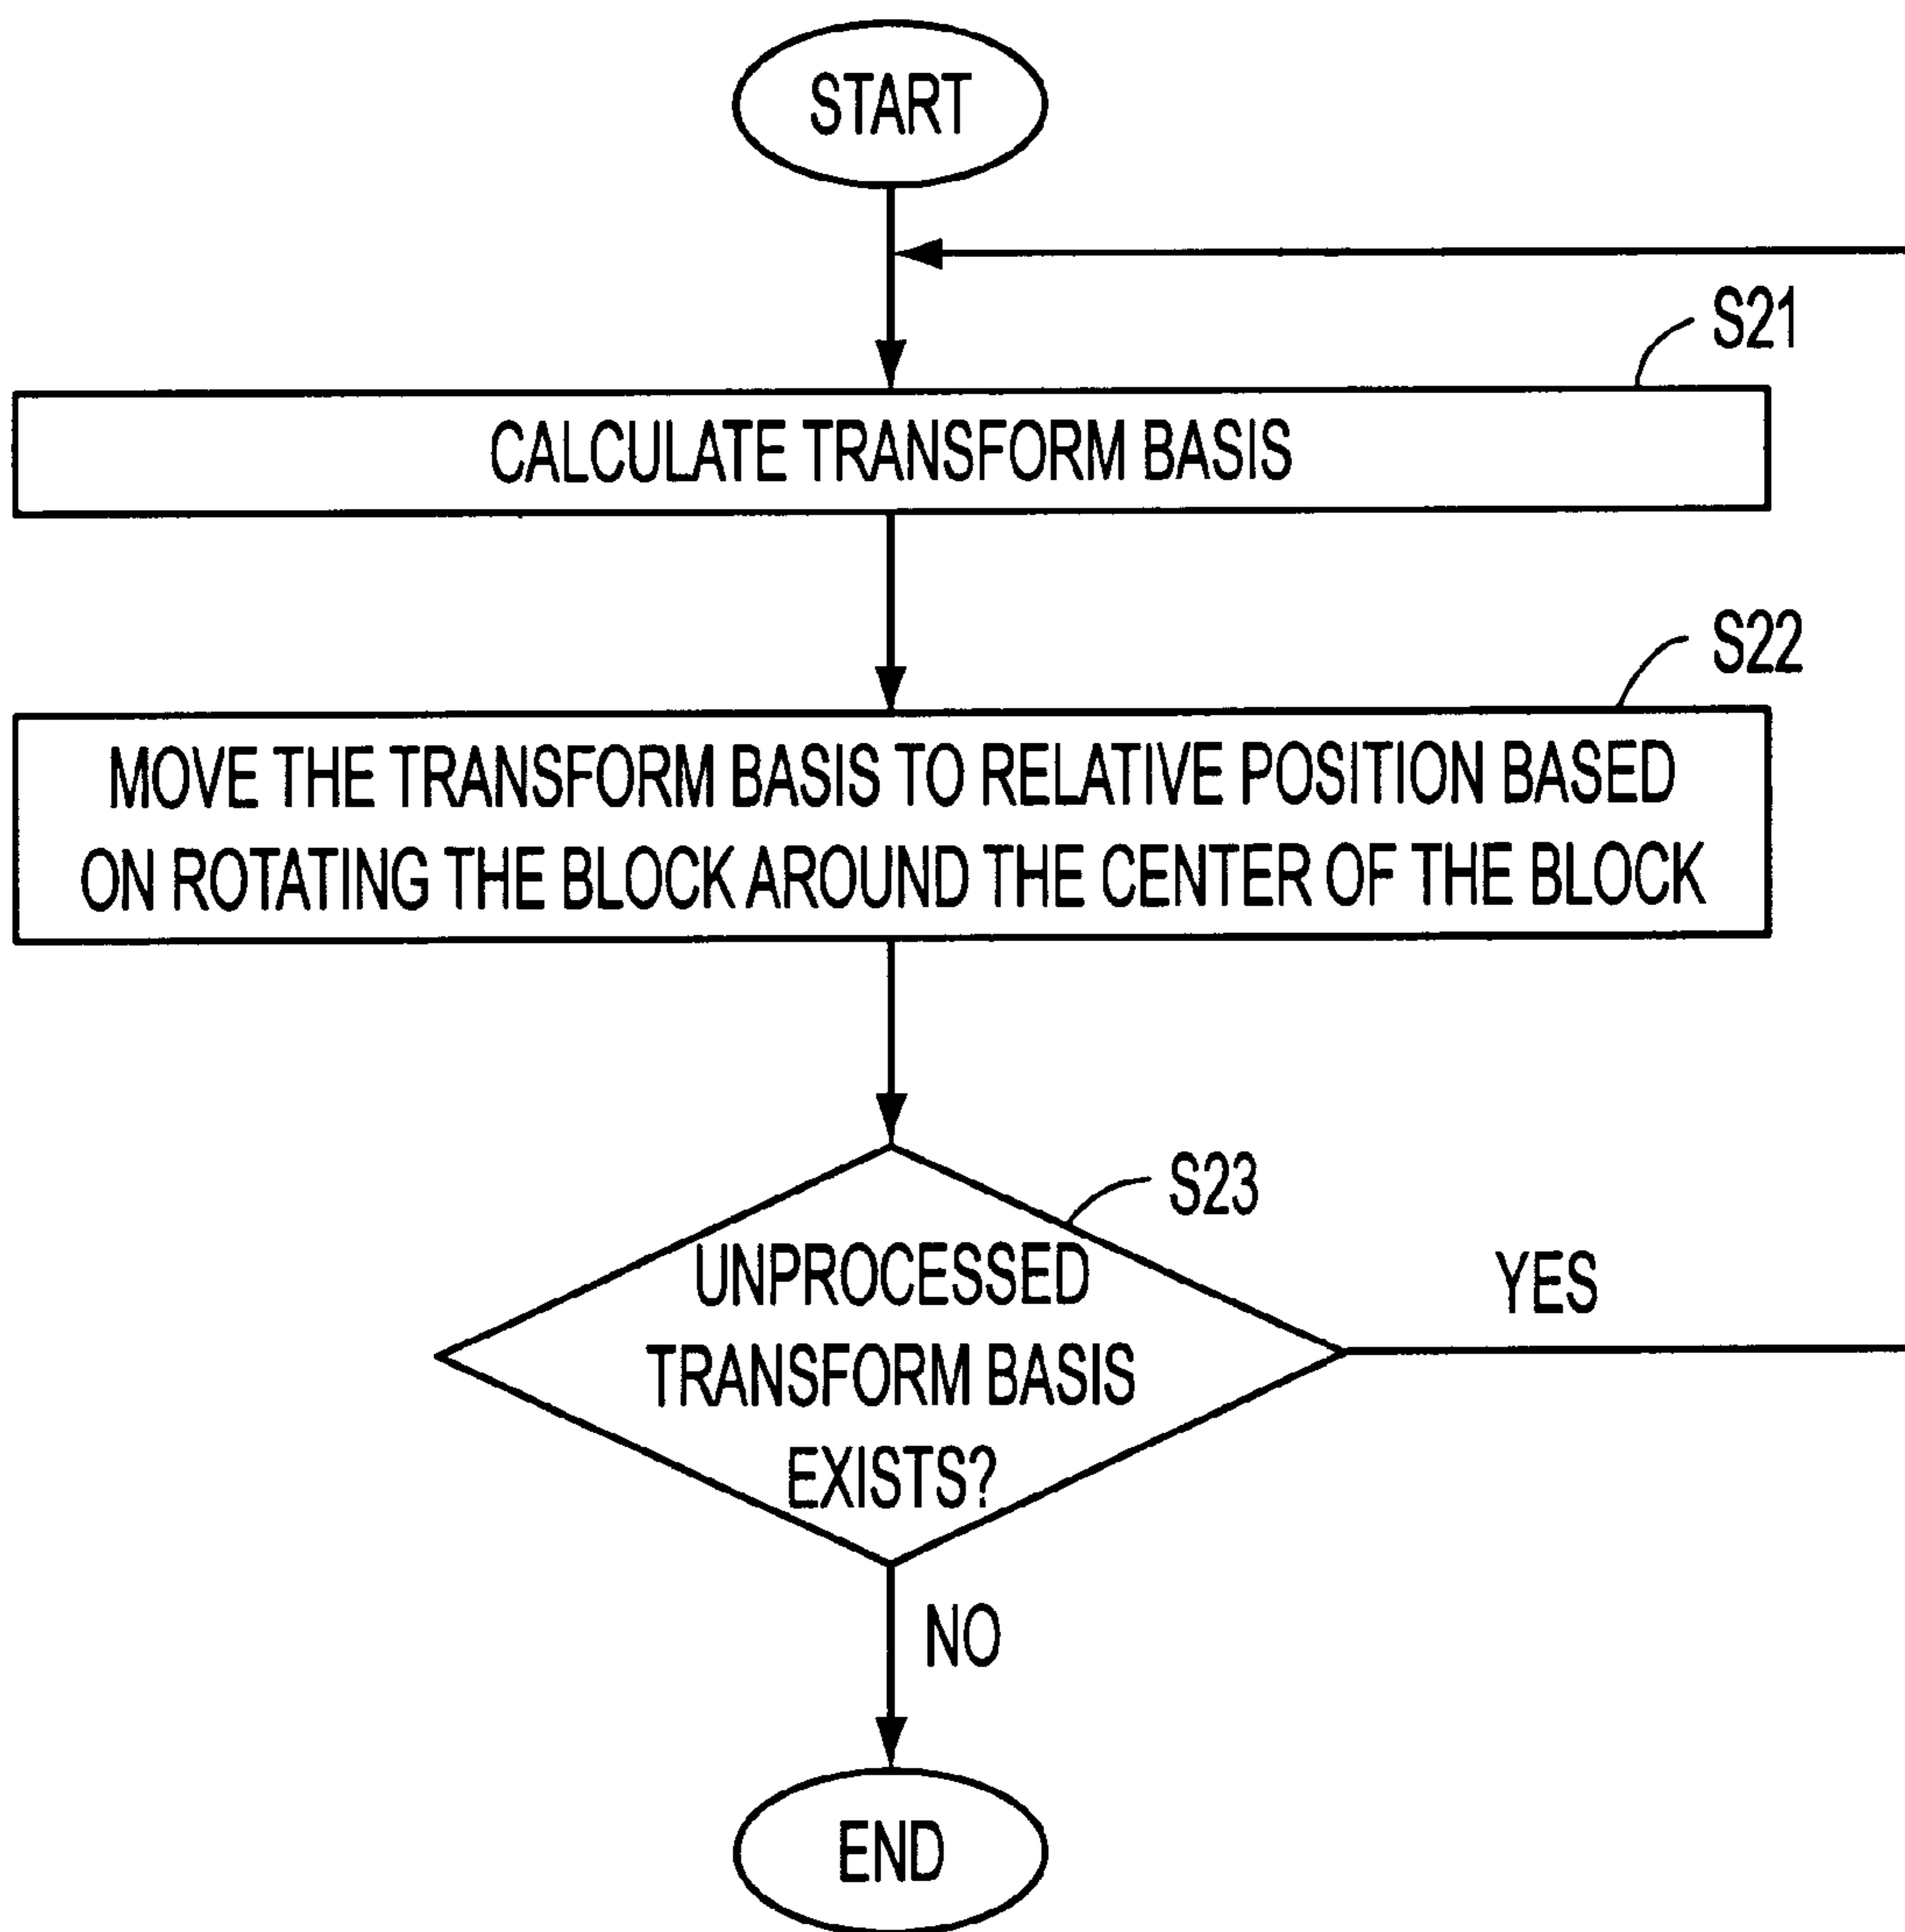 START
S21
CALCULATE TRANSFORM BASIS
S22
MOVE THE TRANSFORM BASIS TO RELATIVE POSITION BASED
ON ROTATING THE BLOCK AROUND THE CENTER OF THE BLOCK
S23
UNPROCESSED
TRANSFORM BASIS
EXISTS?
YES
NO
END